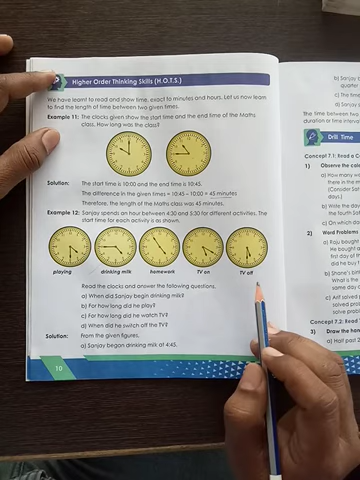 Higher Order Thinking Skills (H.O.T.S.)
We have learnt to read and show time, exact to minutes and hours. Let us now learn
to find the length of time between two given times.
Example 11: The clocks given show the start time and the end time of the Maths
class. How long was the class?
Solution: The start time is 10:00 and the end time is 10:45.
The difference in the given times = 10:45 – 10:00 = 45 minutes
Therefore, the length of the Maths class was 45 minutes.
Example 12: Sanjay spends an hour between 4:30 and 5:30 for different activities. The
start time for each activity is as shown.
playing drinking milk homework TV on TV off
Read the clocks and answer the following questions.
a) When did Sanjay begin drinking milk?
b) For how long did he play?
c) For how long did he watch TV?
d) When did he switch off the TV?
Solution: From the given figures,
a) Sanjay began drinking milk at 4:45.
10
b) Sanjay
quarter
c) The time
d) Sanjay
The time between two
duration or time interval
Drill Time
Concept 7.1: Read a C
1) Observe the cale
a) How many
there in the m
(Consider Sat
days.)
b) Write the day
the fourth Sat
c) On which da
2) Word Problems
a) Raju bought
He bought a
first day of th
did he buy
b) Shane's birth
What is the
same day
c) Arif solved
solved prob
solve proble
Concept 7.2: Read T
3) Draw the han
a) Half past 2